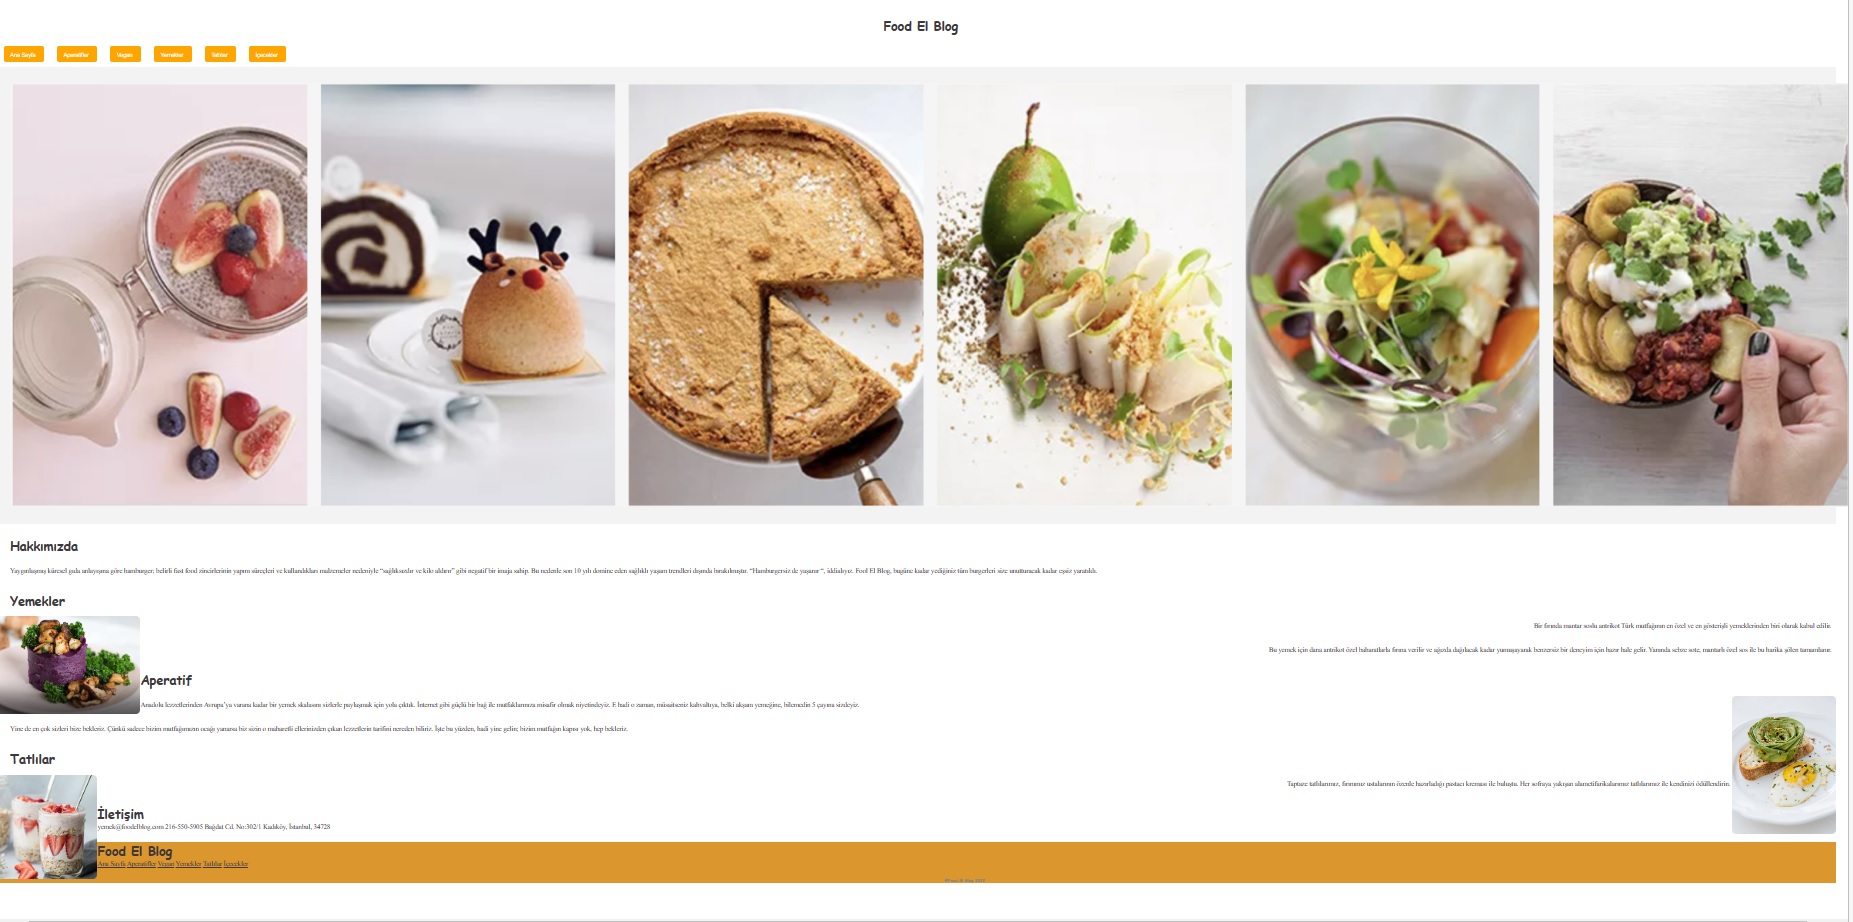 Food El Blog
Ana Sayfa Aperatifler Vegan Yemekler Tatlılar İçecekler
Hakkımızda
Yaygınlaşmış küresel gıda anlayışına göre hamburger; belirli fast food zincirlerinin yapım süreçleri ve kullandıkları malzemeler nedeniyle “sağlıksızdır ve kilo aldırır” gibi negatif bir imaja sahip. Bu nedenle son 10 yılı domine eden sağlıklı yaşam trendleri dışında bırakılmıştır. “Hamburgersiz de yaşanır “, iddialıyız. Fool El Blog, bugüne kadar yediğiniz tüm burgerleri size unutturacak kadar eşsiz yaratıldı.
Yemekler
Bir fırında mantar soslu antrikot Türk mutfağının en özel ve en gösterişli yemeklerinden biri olarak kabul edilir.
Bu yemek için dana antrikot özel baharatlarla fırına verilir ve ağızda dağılacak kadar yumuşayarak benzersiz bir deneyim için hazır hale gelir. Yanında sebze sote, mantarlı özel sos ile bu harika şölen tamamlanır.
Aperatif
Anadolu lezzetlerinden Avrupa’ya varana kadar bir yemek skalasını sizlerle paylaşmak için yola çıktık. İnternet gibi güçlü bir bağ ile mutfaklarınıza misafir olmak niyetindeyiz. E hadi o zaman, müsaitseniz kahvaltıya, belki akşam yemeğine, bilemedin 5 çayına sizdeyiz.
Yine de en çok sizleri bize bekleriz. Çünkü sadece bizim mutfağımızın ocağı yanarsa biz sizin o maharetli ellerinizden çıkan lezzetlerin tarifini nereden biliriz. İşte bu yüzden, hadi yine gelin; bizim mutfağın kapısı yok, hep bekleriz.
Tatlılar
Taptaze tatlılarımız, fırınımız ustalarının özenle hazırladığı pastacı kreması ile buluştu. Her sofraya yakışan alametifarikalarımız tatlılarımız ile kendinizi ödüllendirin.
İletişim
yemek@foodelblog.com 216-550-5905 Bağdat Cd. No:302/1 Kadıköy, İstanbul, 34728
Food El Blog
Ana Sayfa Aperatifler Vegan Yemekler Tatlılar İçecekler